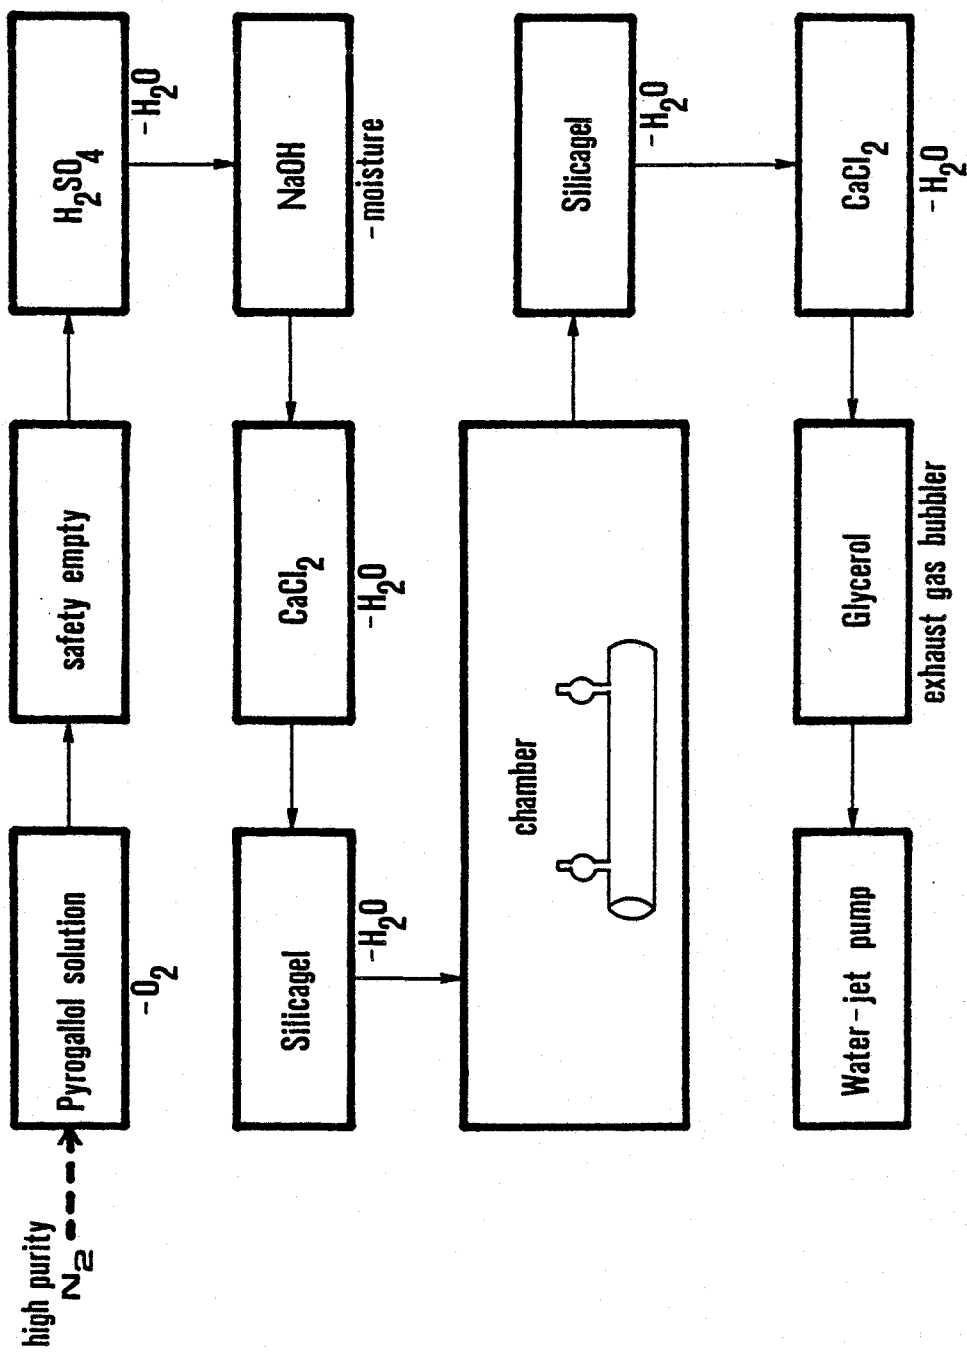 high purity
N2
Pyrogallol solution
-O2
safety empty
H2SO4
-H2O
NaOH
-moisture
CaCl2
-H2O
Silicagel
-H2O
chamber
Silicagel
-H2O
CaCl2
-H2O
Glycerol
exhaust gas bubbler
Water-jet pump